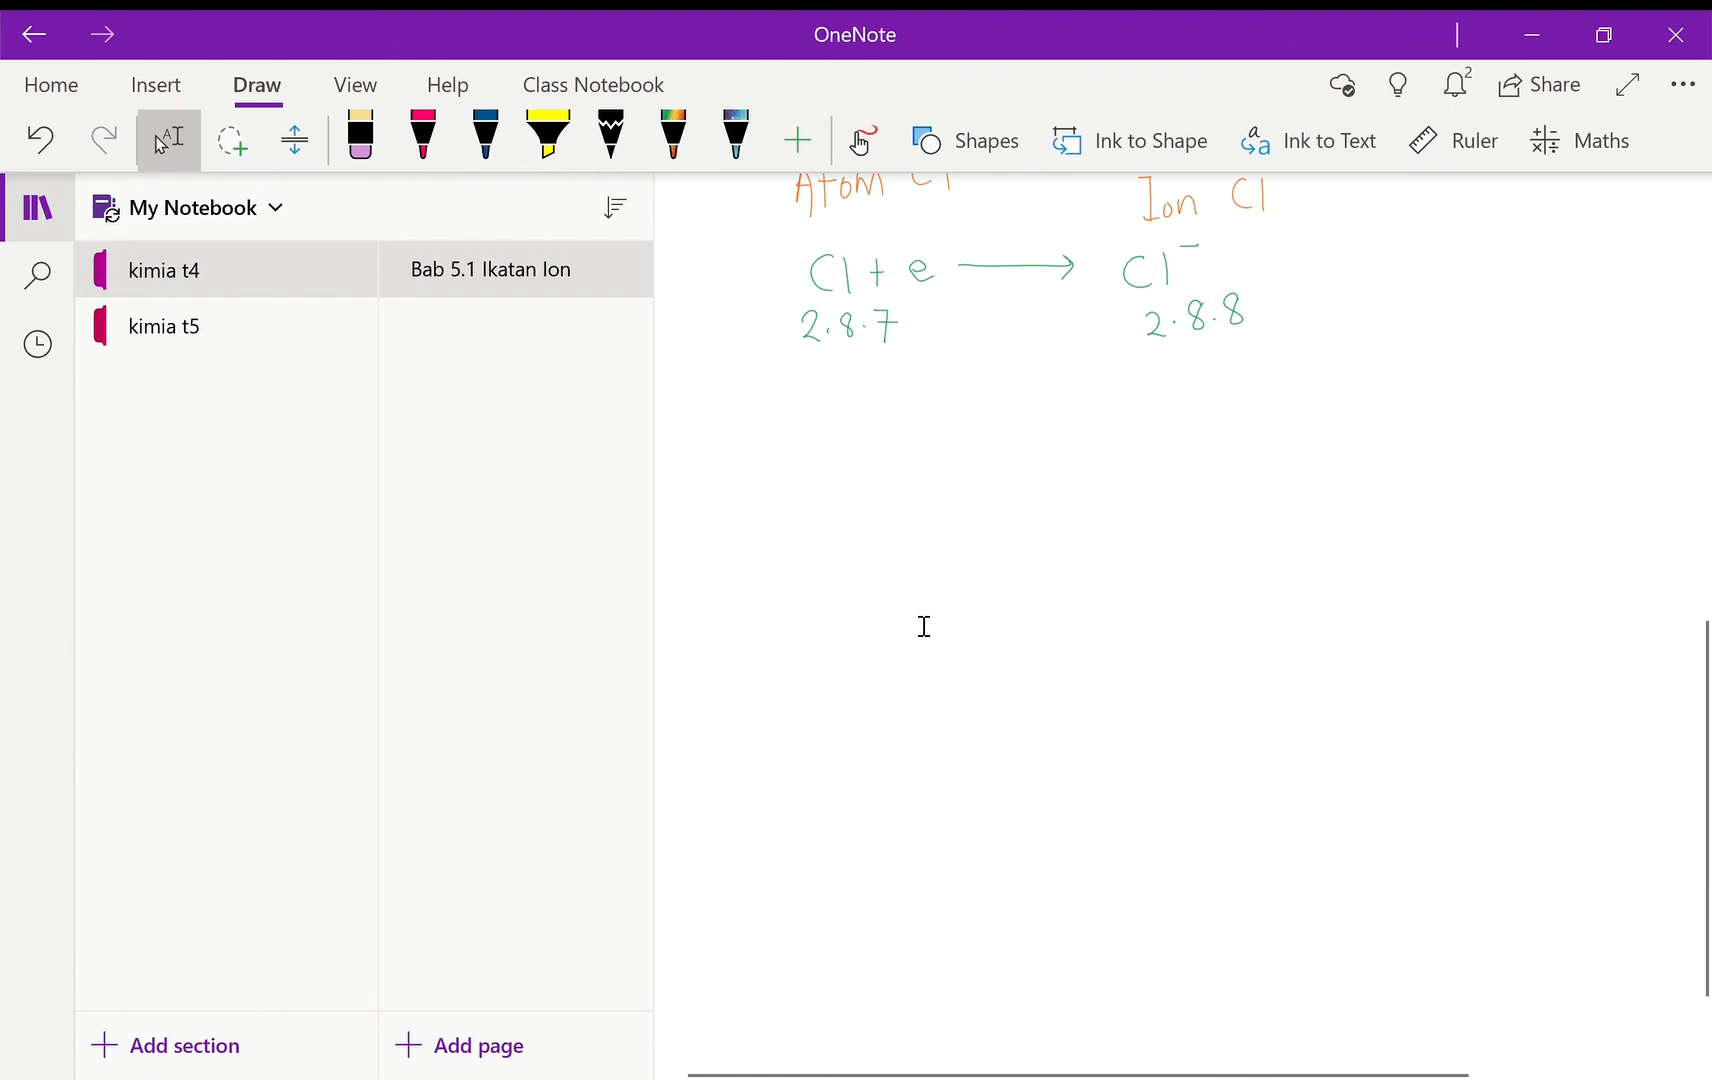 OneNote
Home Insert Draw View Help Class Notebook
2 Share
Shapes Ink to Shape Ink to Text Ruler Maths
My Notebook
kimia t4
kimia t5
Bab 5.1 Ikatan Ion
Add section
Add page
Atom Cl Ion Cl
Cl + e ⟶ Cl⁻
2.8.7 2.8.8